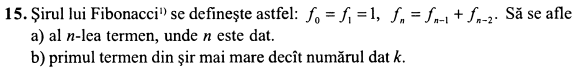 15. Şirul lui Fibonacci¹⁾ se defineşte astfel: f₀ = f₁ = 1, fₙ = fₙ₋₁ + fₙ₋₂. Să se afle
a) al n-lea termen, unde n este dat.
b) primul termen din şir mai mare decît numărul dat k.